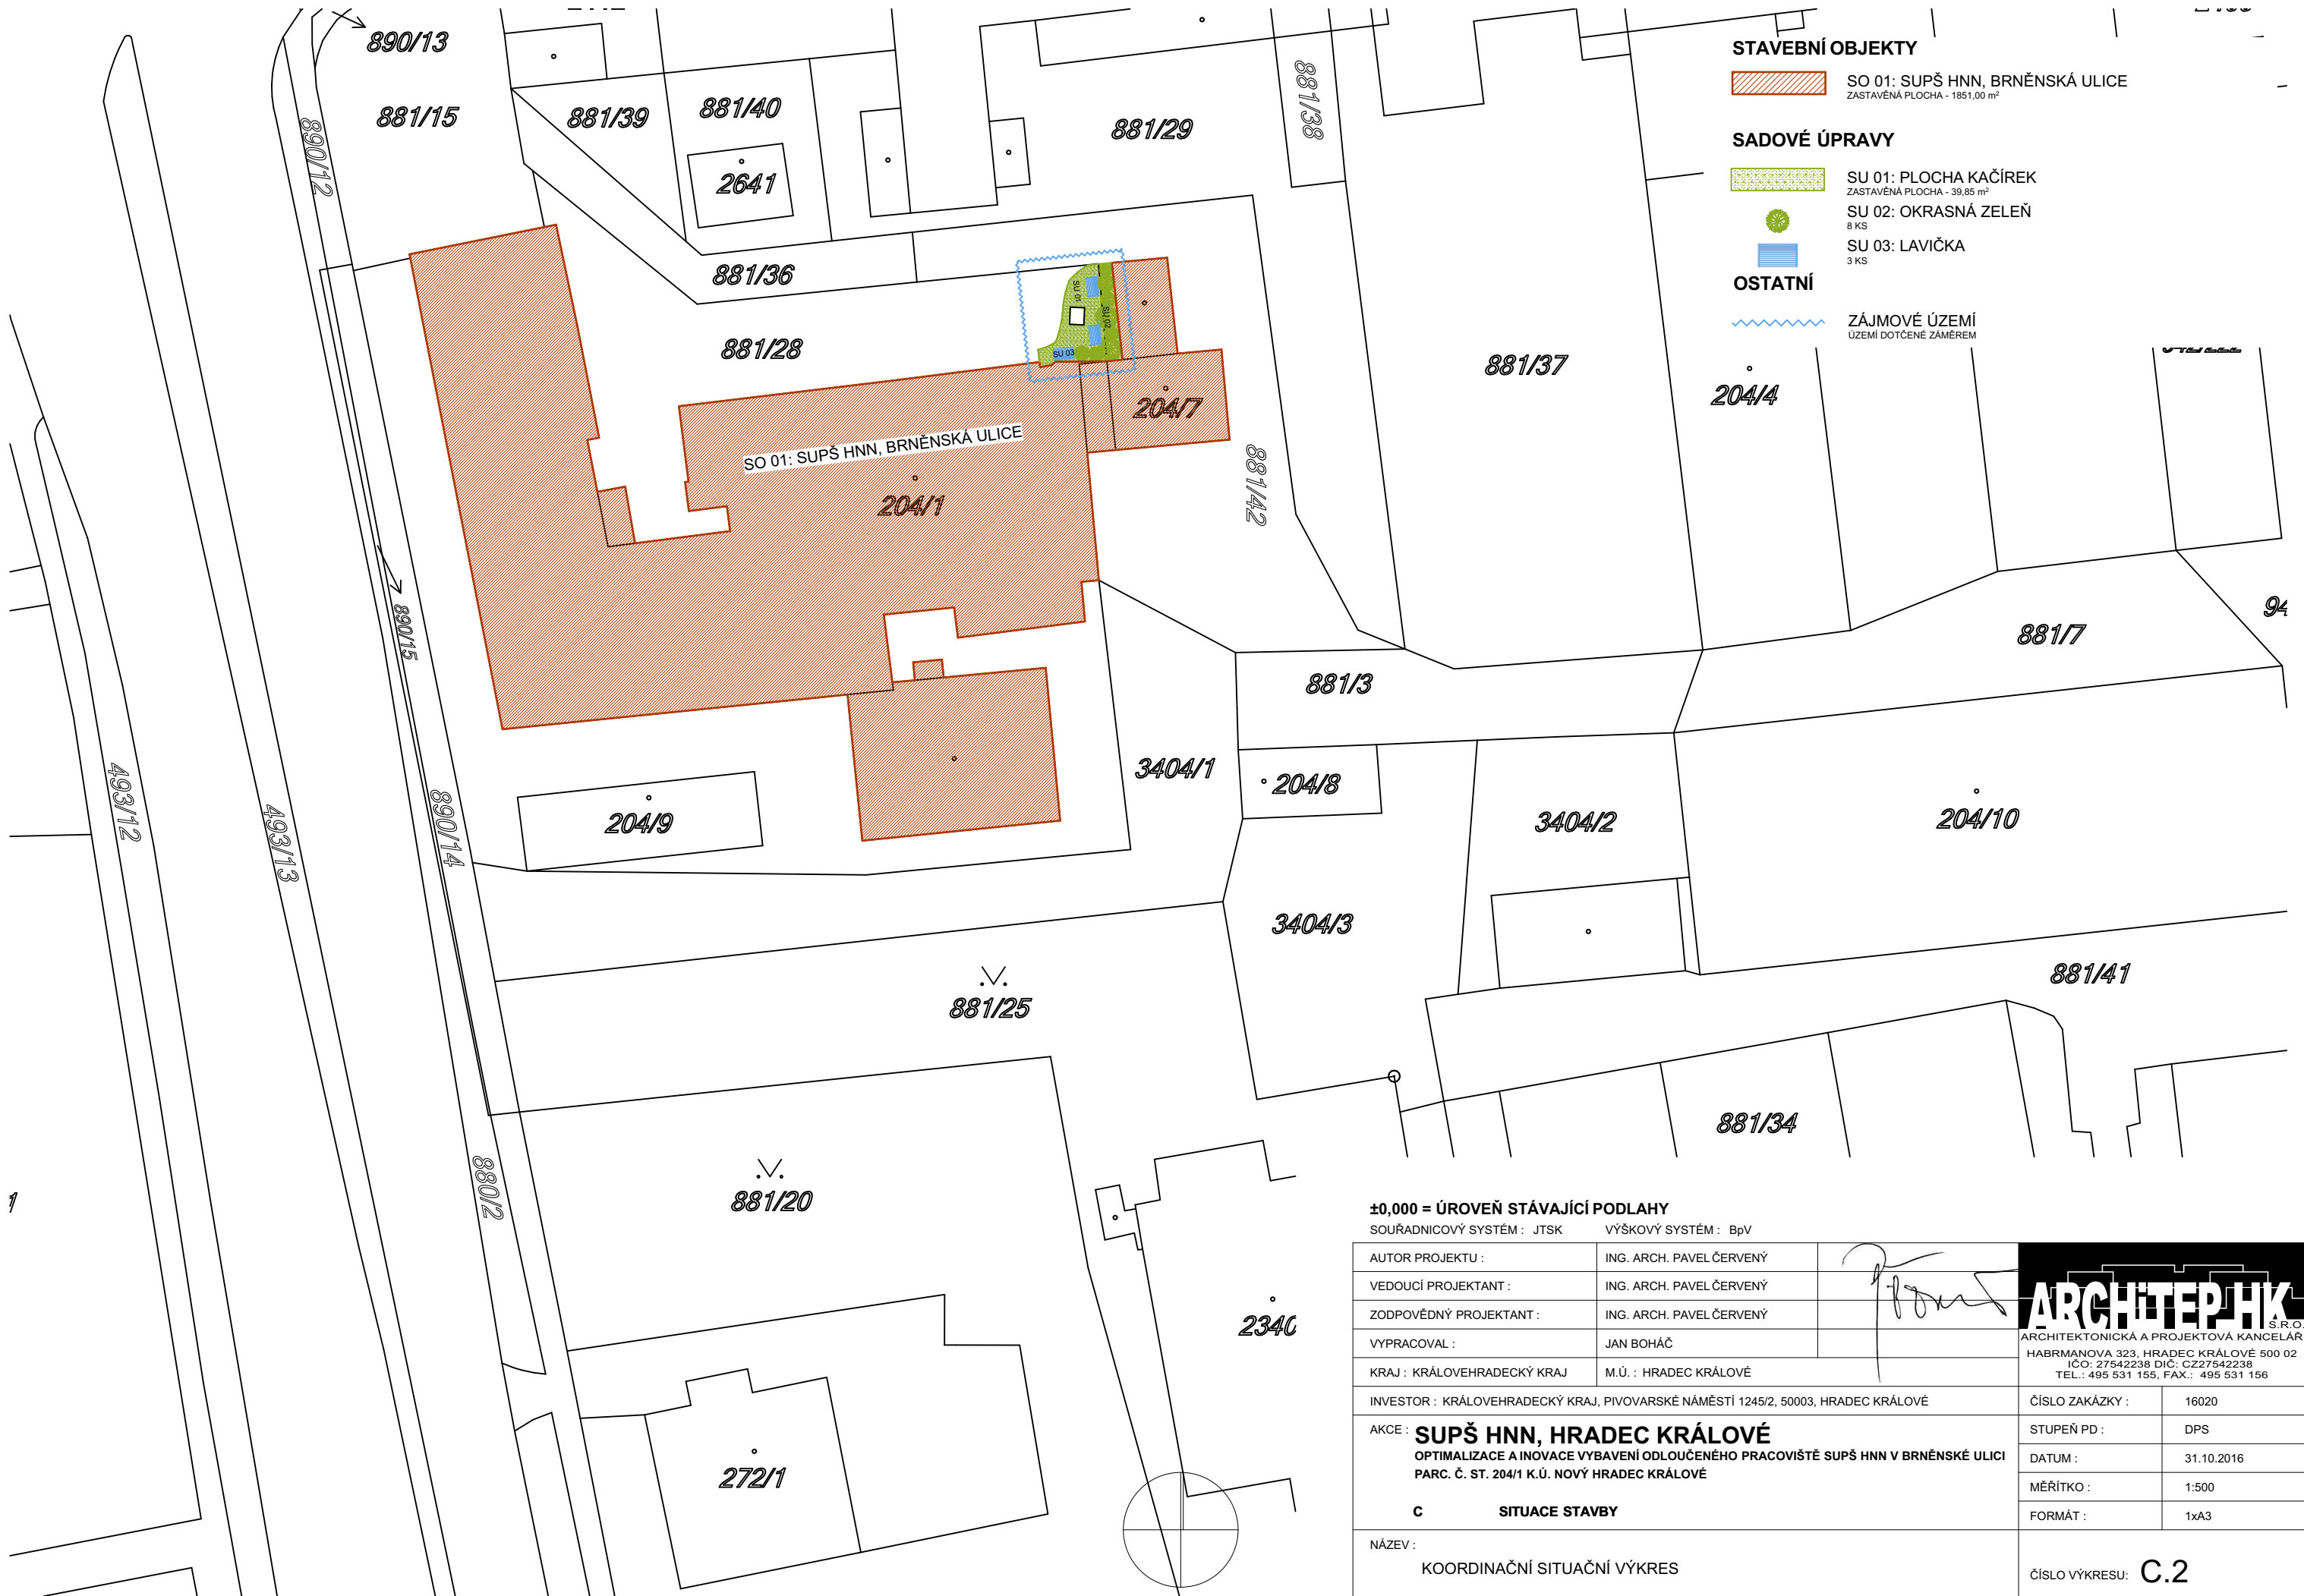 890/13
881/15
890/12
881/39
881/40
2641
881/29
881/38
881/36
881/28
881/37
204/4
SU 01
SU 02
SU 03
204/7
SO 01: SUPŠ HNN, BRNĚNSKÁ ULICE
204/1
881/42
890/15
881/7
94
881/3
3404/1
204/8
3404/2
204/10
204/9
890/14
493/12
493/13
3404/3
881/41
881/25
881/34
880/2
881/20
2340
272/1
STAVEBNÍ OBJEKTY
SO 01: SUPŠ HNN, BRNĚNSKÁ ULICE
ZASTAVĚNÁ PLOCHA - 1851,00 m²
SADOVÉ ÚPRAVY
SU 01: PLOCHA KAČÍREK
ZASTAVĚNÁ PLOCHA - 39,85 m²
SU 02: OKRASNÁ ZELEŇ
8 KS
SU 03: LAVIČKA
3 KS
OSTATNÍ
ZÁJMOVÉ ÚZEMÍ
ÚZEMÍ DOTČENÉ ZÁMĚREM
±0,000 = ÚROVEŇ STÁVAJÍCÍ PODLAHY
SOUŘADNICOVÝ SYSTÉM : JTSK VÝŠKOVÝ SYSTÉM : BpV
AUTOR PROJEKTU : ING. ARCH. PAVEL ČERVENÝ
VEDOUCÍ PROJEKTANT : ING. ARCH. PAVEL ČERVENÝ
ZODPOVĚDNÝ PROJEKTANT : ING. ARCH. PAVEL ČERVENÝ
VYPRACOVAL : JAN BOHÁČ
KRAJ : KRÁLOVEHRADECKÝ KRAJ M.Ú. : HRADEC KRÁLOVÉ
ARCHiTEP HK
S.R.O.
ARCHITEKTONICKÁ A PROJEKTOVÁ KANCELÁŘ
HABRMANOVA 323, HRADEC KRÁLOVÉ 500 02
IČO: 27542238 DIČ: CZ27542238
TEL.: 495 531 155, FAX.: 495 531 156
INVESTOR : KRÁLOVEHRADECKÝ KRAJ, PIVOVARSKÉ NÁMĚSTÍ 1245/2, 50003, HRADEC KRÁLOVÉ
AKCE : SUPŠ HNN, HRADEC KRÁLOVÉ
OPTIMALIZACE A INOVACE VYBAVENÍ ODLOUČENÉHO PRACOVIŠTĚ SUPŠ HNN V BRNĚNSKÉ ULICI
PARC. Č. ST. 204/1 K.Ú. NOVÝ HRADEC KRÁLOVÉ
C SITUACE STAVBY
NÁZEV :
KOORDINAČNÍ SITUAČNÍ VÝKRES
ČÍSLO ZAKÁZKY : 16020
STUPEŇ PD : DPS
DATUM : 31.10.2016
MĚŘÍTKO : 1:500
FORMÁT : 1xA3
ČÍSLO VÝKRESU: C.2